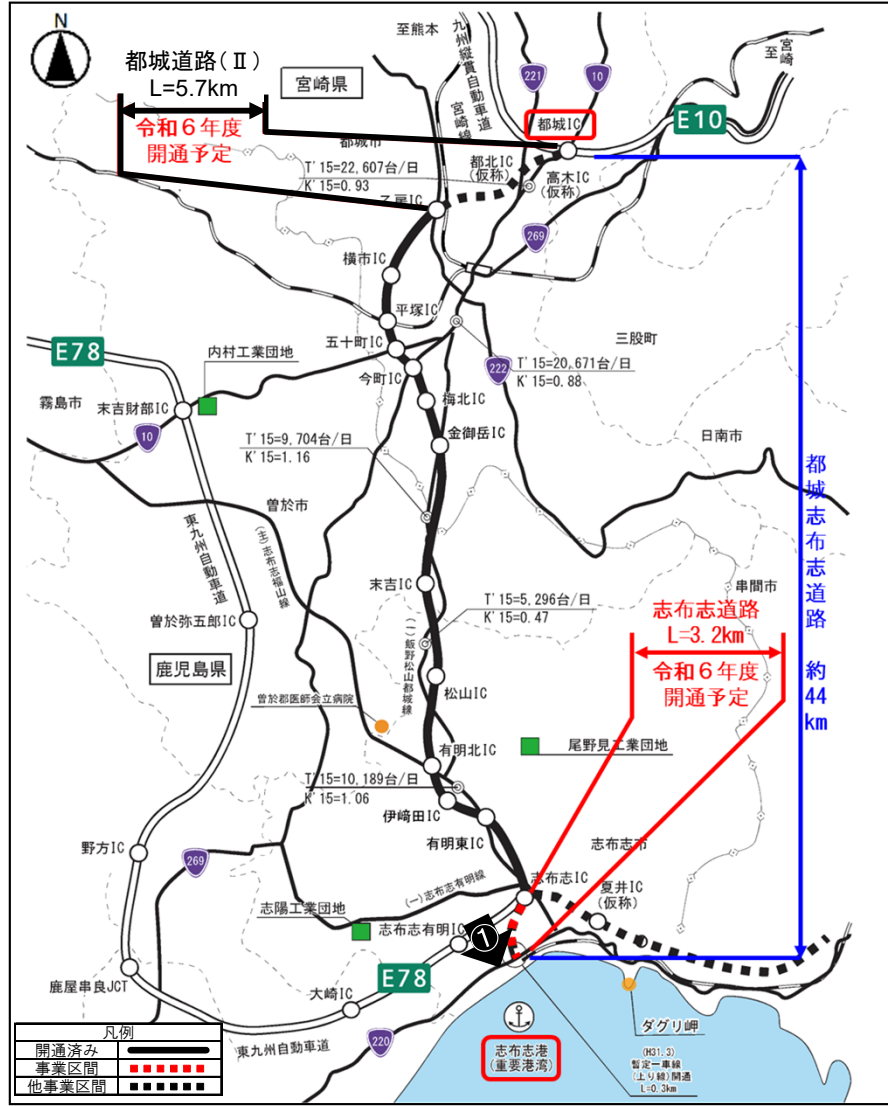 N
都城道路(Ⅱ)
L=5.7km
令和6年度
開通予定
至熊本
九州縦貫自動車道
宮崎線
宮崎県
221
10
至宮崎
都城IC
E10
都城市
T'15=22,607台/日
K'15=0.93
都北IC
(仮称)
高木IC
(仮称)
乙房IC
269
横市IC
平塚IC
五十町IC
今町IC
三股町
E78
内村工業団地
T'15=20,671台/日
K'15=0.88
222
霧島市
末吉財部IC
10
梅北IC
金御岳IC
日南市
T'15=9,704台/日
K'15=1.16
曽於市
(主)志布志福山線
東九州自動車道
都城志布志道路 約44km
末吉IC
串間市
T'15=5,296台/日
K'15=0.47
志布志道路
L=3.2km
令和6年度
開通予定
曽於弥五郎IC
(一)飯野松山都城線
鹿児島県
松山IC
曽於郡医師会立病院
有明北IC
尾野見工業団地
T'15=10,189台/日
K'15=1.06
伊﨑田IC
有明東IC
野方IC
269
志布志市
志布志IC
夏井IC
(仮称)
(一)志布志有明線
志陽工業団地
志布志有明IC
①
E78
鹿屋串良JCT
大崎IC
220
東九州自動車道
志布志港
(重要港湾)
ダグリ岬
(H31.3)
暫定一車線
(上り線)開通
L=0.3km
凡例
開通済み
事業区間
他事業区間